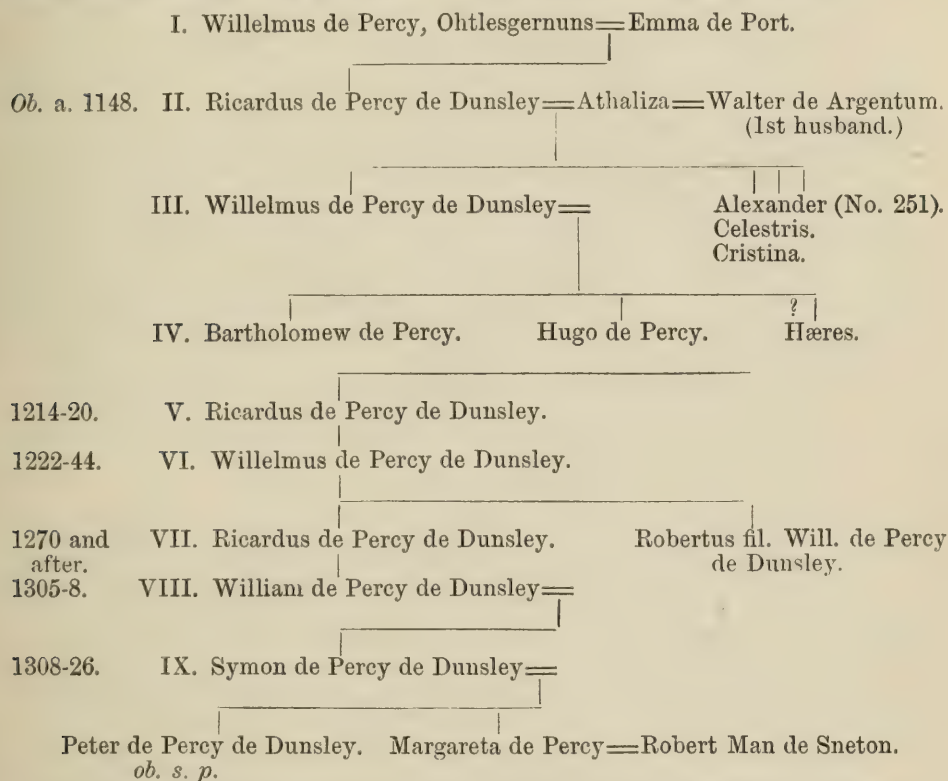 I. Willelmus de Percy, Ohtlesgernuns=Emma de Port.
Ob. a. 1148. II. Ricardus de Percy de Dunsley=Athaliza=Walter de Argentum.
(1st husband.)
III. Willelmus de Percy de Dunsley= Alexander (No. 251).
Celestris.
Cristina.
?
IV. Bartholomew de Percy. Hugo de Percy. Hæres.
1214-20. V. Ricardus de Percy de Dunsley.
1222-44. VI. Willelmus de Percy de Dunsley.
1270 and VII. Ricardus de Percy de Dunsley. Robertus fil. Will. de Percy
after. de Dunsley.
1305-8. VIII. William de Percy de Dunsley=
1308-26. IX. Symon de Percy de Dunsley=
Peter de Percy de Dunsley. Margareta de Percy=Robert Man de Sneton.
ob. s. p.